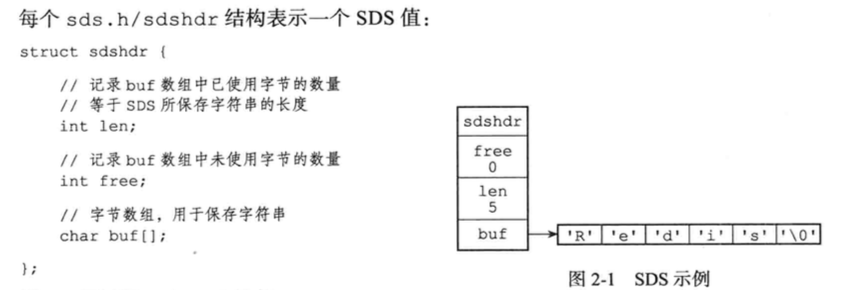 每个 sds.h/sdshdr 结构表示一个 SDS 值：
struct sdshdr {
// 记录 buf 数组中已使用字节的数量
// 等于 SDS 所保存字符串的长度
int len;
// 记录 buf 数组中未使用字节的数量
int free;
// 字节数组，用于保存字符串
char buf[];
};
sdshdr
free
0
len
5
buf
'R' 'e' 'd' 'i' 's' '\0'
图 2-1 SDS 示例